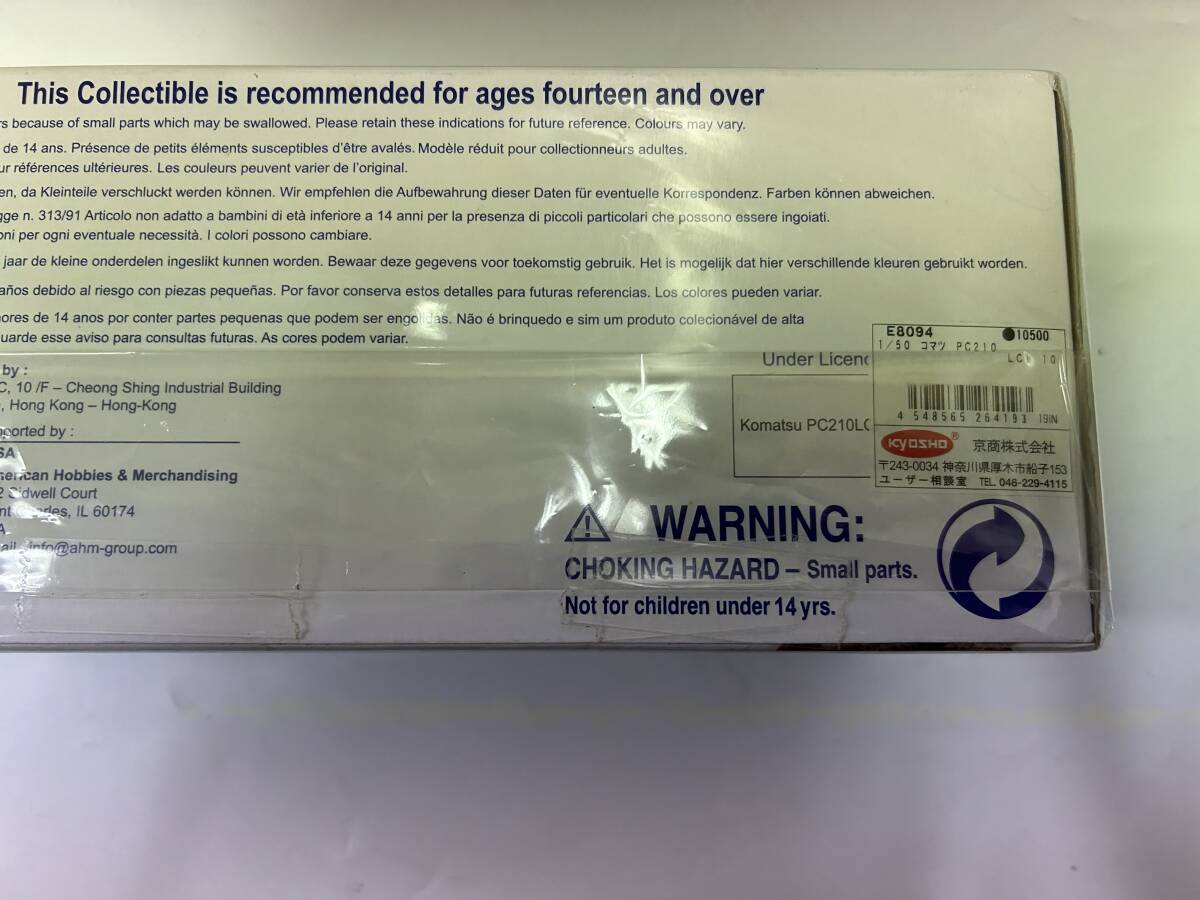 This Collectible is recommended for ages fourteen and over
because of small parts which may be swallowed. Please retain these indications for future reference. Colours may vary.
de 14 ans. Présence de petits éléments susceptibles d'être avalés. Modèle réduit pour collectionneurs adultes.
ur références ultérieures. Les couleurs peuvent varier de l'original.
en, da Kleinteile verschluckt werden können. Wir empfehlen die Aufbewahrung dieser Daten für eventuelle Korrespondenz. Farben können abweichen.
gge n. 313/91 Articolo non adatto a bambini di età inferiore a 14 anni per la presenza di piccoli particolari che possono essere ingoiati.
oni per ogni eventuale necessità. I colori possono cambiare.
jaar de kleine onderdelen ingeslikt kunnen worden. Bewaar deze gegevens voor toekomstig gebruik. Het is mogelijk dat hier verschillende kleuren gebruikt worden.
años debido al riesgo con piezas pequeñas. Por favor conserva estos detalles para futuras referencias. Los colores pueden variar.
ores de 14 anos por conter partes pequenas que podem ser engolidas. Não é brinquedo e sim um produto colecionável de alta
uarde esse aviso para consultas futuras. As cores podem variar.
E8094 ●10500
1/50 コマツ PC210
LCD 10
4 548565 264193 19IN
KYOSHO® 京商株式会社
〒243-0034 神奈川県厚木市船子153
ユーザー相談室 TEL 046-229-4115
Under Licenc
Komatsu PC210LC
by :
C, 10 /F – Cheong Shing Industrial Building
, Hong Kong – Hong-Kong
ported by :
SA
merican Hobbies & Merchandising
2 Sidwell Court
nt Charles, IL 60174
A
ail info@ahm-group.com
WARNING:
CHOKING HAZARD – Small parts.
Not for children under 14 yrs.